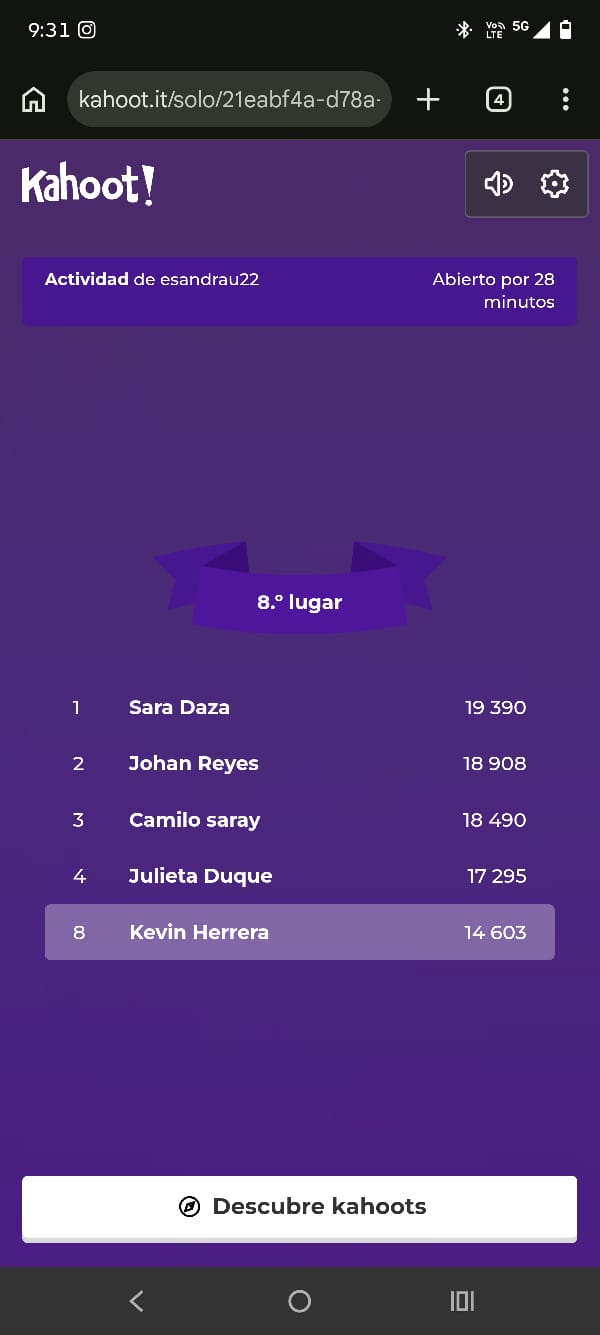 9:31
Vo)) LTE 5G
kahoot.it/solo/21eabf4a-d78a-
4
Kahoot!
Actividad de esandrau22
Abierto por 28
minutos
8.º lugar
1 Sara Daza 19 390
2 Johan Reyes 18 908
3 Camilo saray 18 490
4 Julieta Duque 17 295
8 Kevin Herrera 14 603
Descubre kahoots